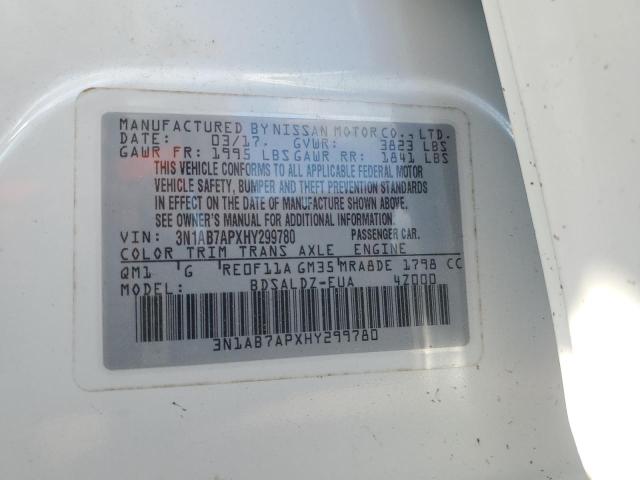 MANUFACTURED BY NISSAN MOTOR CO., LTD.
DATE: 03/17. GVWR: 3823 LBS
GAWR FR: 1995 LBS GAWR RR: 1841 LBS
THIS VEHICLE CONFORMS TO ALL APPLICABLE FEDERAL MOTOR
VEHICLE SAFETY, BUMPER AND THEFT PREVENTION STANDARDS
IN EFFECT ON THE DATE OF MANUFACTURE SHOWN ABOVE.
SEE OWNER'S MANUAL FOR ADDITIONAL INFORMATION.
VIN: 3N1AB7APXHY299780 PASSENGER CAR.
COLOR TRIM TRANS AXLE ENGINE
QM1 G RE0F11A GM35 MRA8DE 1798 CC
MODEL: BDSALDZ-EUA 4Z000
3N1AB7APXHY299780